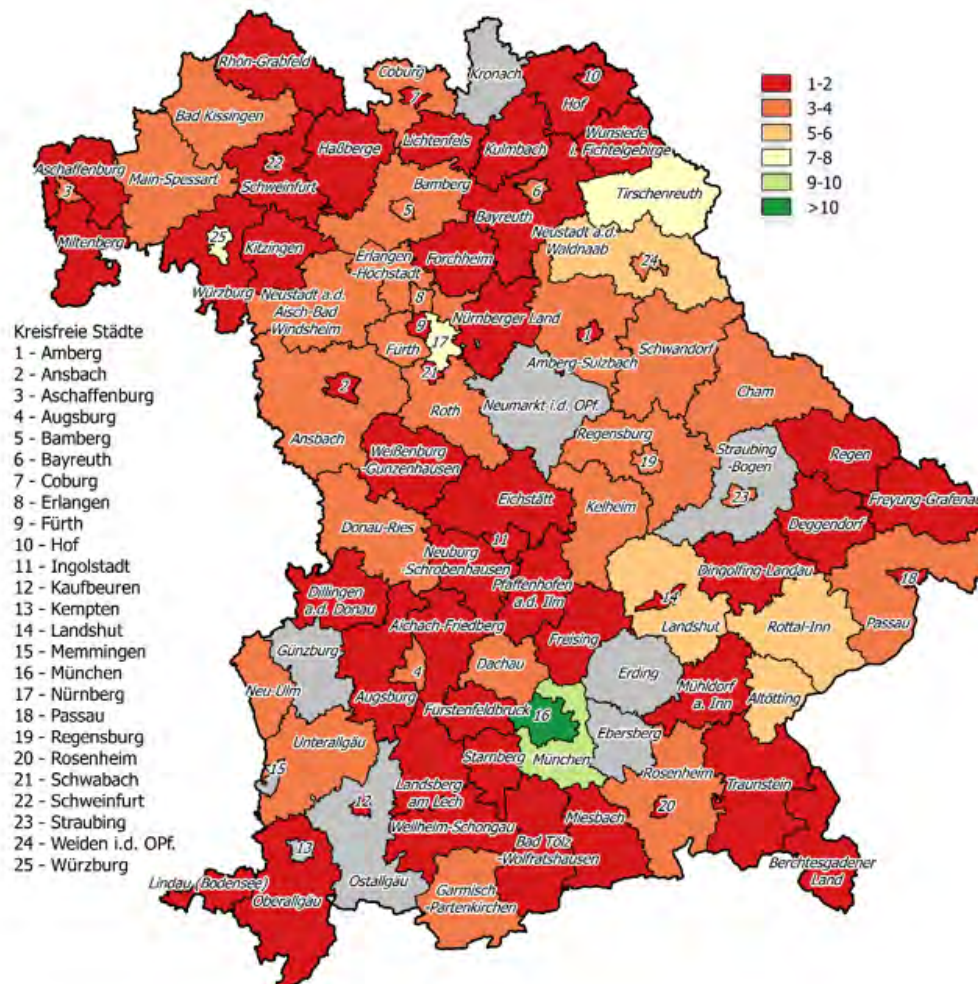 Rhön-Grabfeld
Coburg
Kronach
10
Hof
7
Bad Kissingen
1-2
3-4
5-6
7-8
9-10
>10
Lichtenfels
Kulmbach
Wunsiede
i. Fichtelgebirge
Haßberge
22
Schweinfurt
Aschaffenburg
3
Main-Spessart
Bamberg
5
6
Bayreuth
Tirschenreuth
Miltenberg
25
Kitzingen
Würzburg
Erlangen
-Höchstadt
Forchheim
Neustadt a.d.
Waldnaab
24
Neustadt a.d.
Aisch-Bad
Windsheim
8
9
17
Fürth
21
Nürnberger Land
1
Amberg-Sulzbach
Schwandorf
Kreisfreie Städte
1 - Amberg
2 - Ansbach
3 - Aschaffenburg
4 - Augsburg
5 - Bamberg
6 - Bayreuth
7 - Coburg
8 - Erlangen
9 - Fürth
10 - Hof
11 - Ingolstadt
12 - Kaufbeuren
13 - Kempten
14 - Landshut
15 - Memmingen
16 - München
17 - Nürnberg
18 - Passau
19 - Regensburg
20 - Rosenheim
21 - Schwabach
22 - Schweinfurt
23 - Straubing
24 - Weiden i.d. OPf.
25 - Würzburg
2
Ansbach
Roth
Neumarkt i.d. OPf.
Cham
Regensburg
19
Straubing
-Bogen
23
Regen
Freyung-Grafenau
Deggendorf
Weißenburg
-Gunzenhausen
Eichstätt
11
Kelheim
Donau-Ries
Neuburg
-Schrobenhausen
Pfaffenhofen
a.d. Ilm
Dingolfing-Landau
14
Landshut
Rottal-Inn
18
Passau
Dillingen
a.d. Donau
Aichach-Friedberg
Freising
Günzburg
Neu-Ulm
4
Augsburg
Dachau
Fürstenfeldbruck
Erding
Mühldorf
a. Inn
Altötting
16
München
Ebersberg
Unterallgäu
15
Starnberg
Landsberg
am Lech
12
Weilheim-Schongau
Rosenheim
20
Traunstein
Miesbach
Bad Tölz
-Wolfratshausen
13
Lindau (Bodensee)
Oberallgäu
Ostallgäu
Garmisch
-Partenkirchen
Berchtesgadener
Land